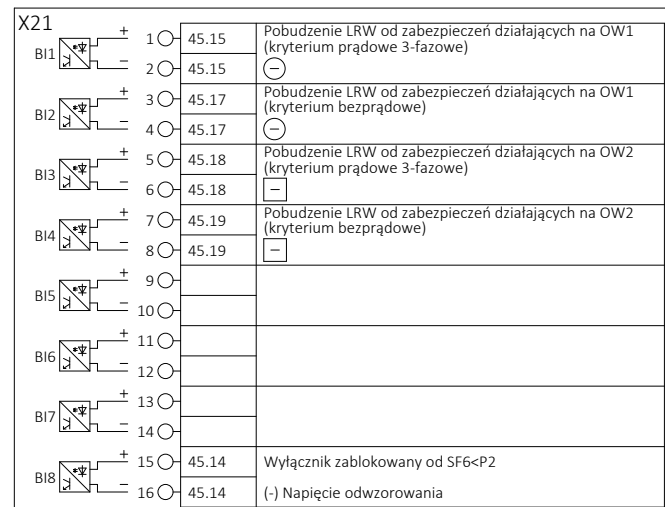 X21
BI1 + 1 45.15 Pobudzenie LRW od zabezpieczeń działających na OW1
(kryterium prądowe 3-fazowe)
− 2 45.15 −
BI2 + 3 45.17 Pobudzenie LRW od zabezpieczeń działających na OW1
(kryterium bezprądowe)
− 4 45.17 −
BI3 + 5 45.18 Pobudzenie LRW od zabezpieczeń działających na OW2
(kryterium prądowe 3-fazowe)
− 6 45.18 −
BI4 + 7 45.19 Pobudzenie LRW od zabezpieczeń działających na OW2
(kryterium bezprądowe)
− 8 45.19 −
BI5 + 9
− 10
BI6 + 11
− 12
BI7 + 13
− 14
BI8 + 15 45.14 Wyłącznik zablokowany od SF6<P2
− 16 45.14 (-) Napięcie odwzorowania